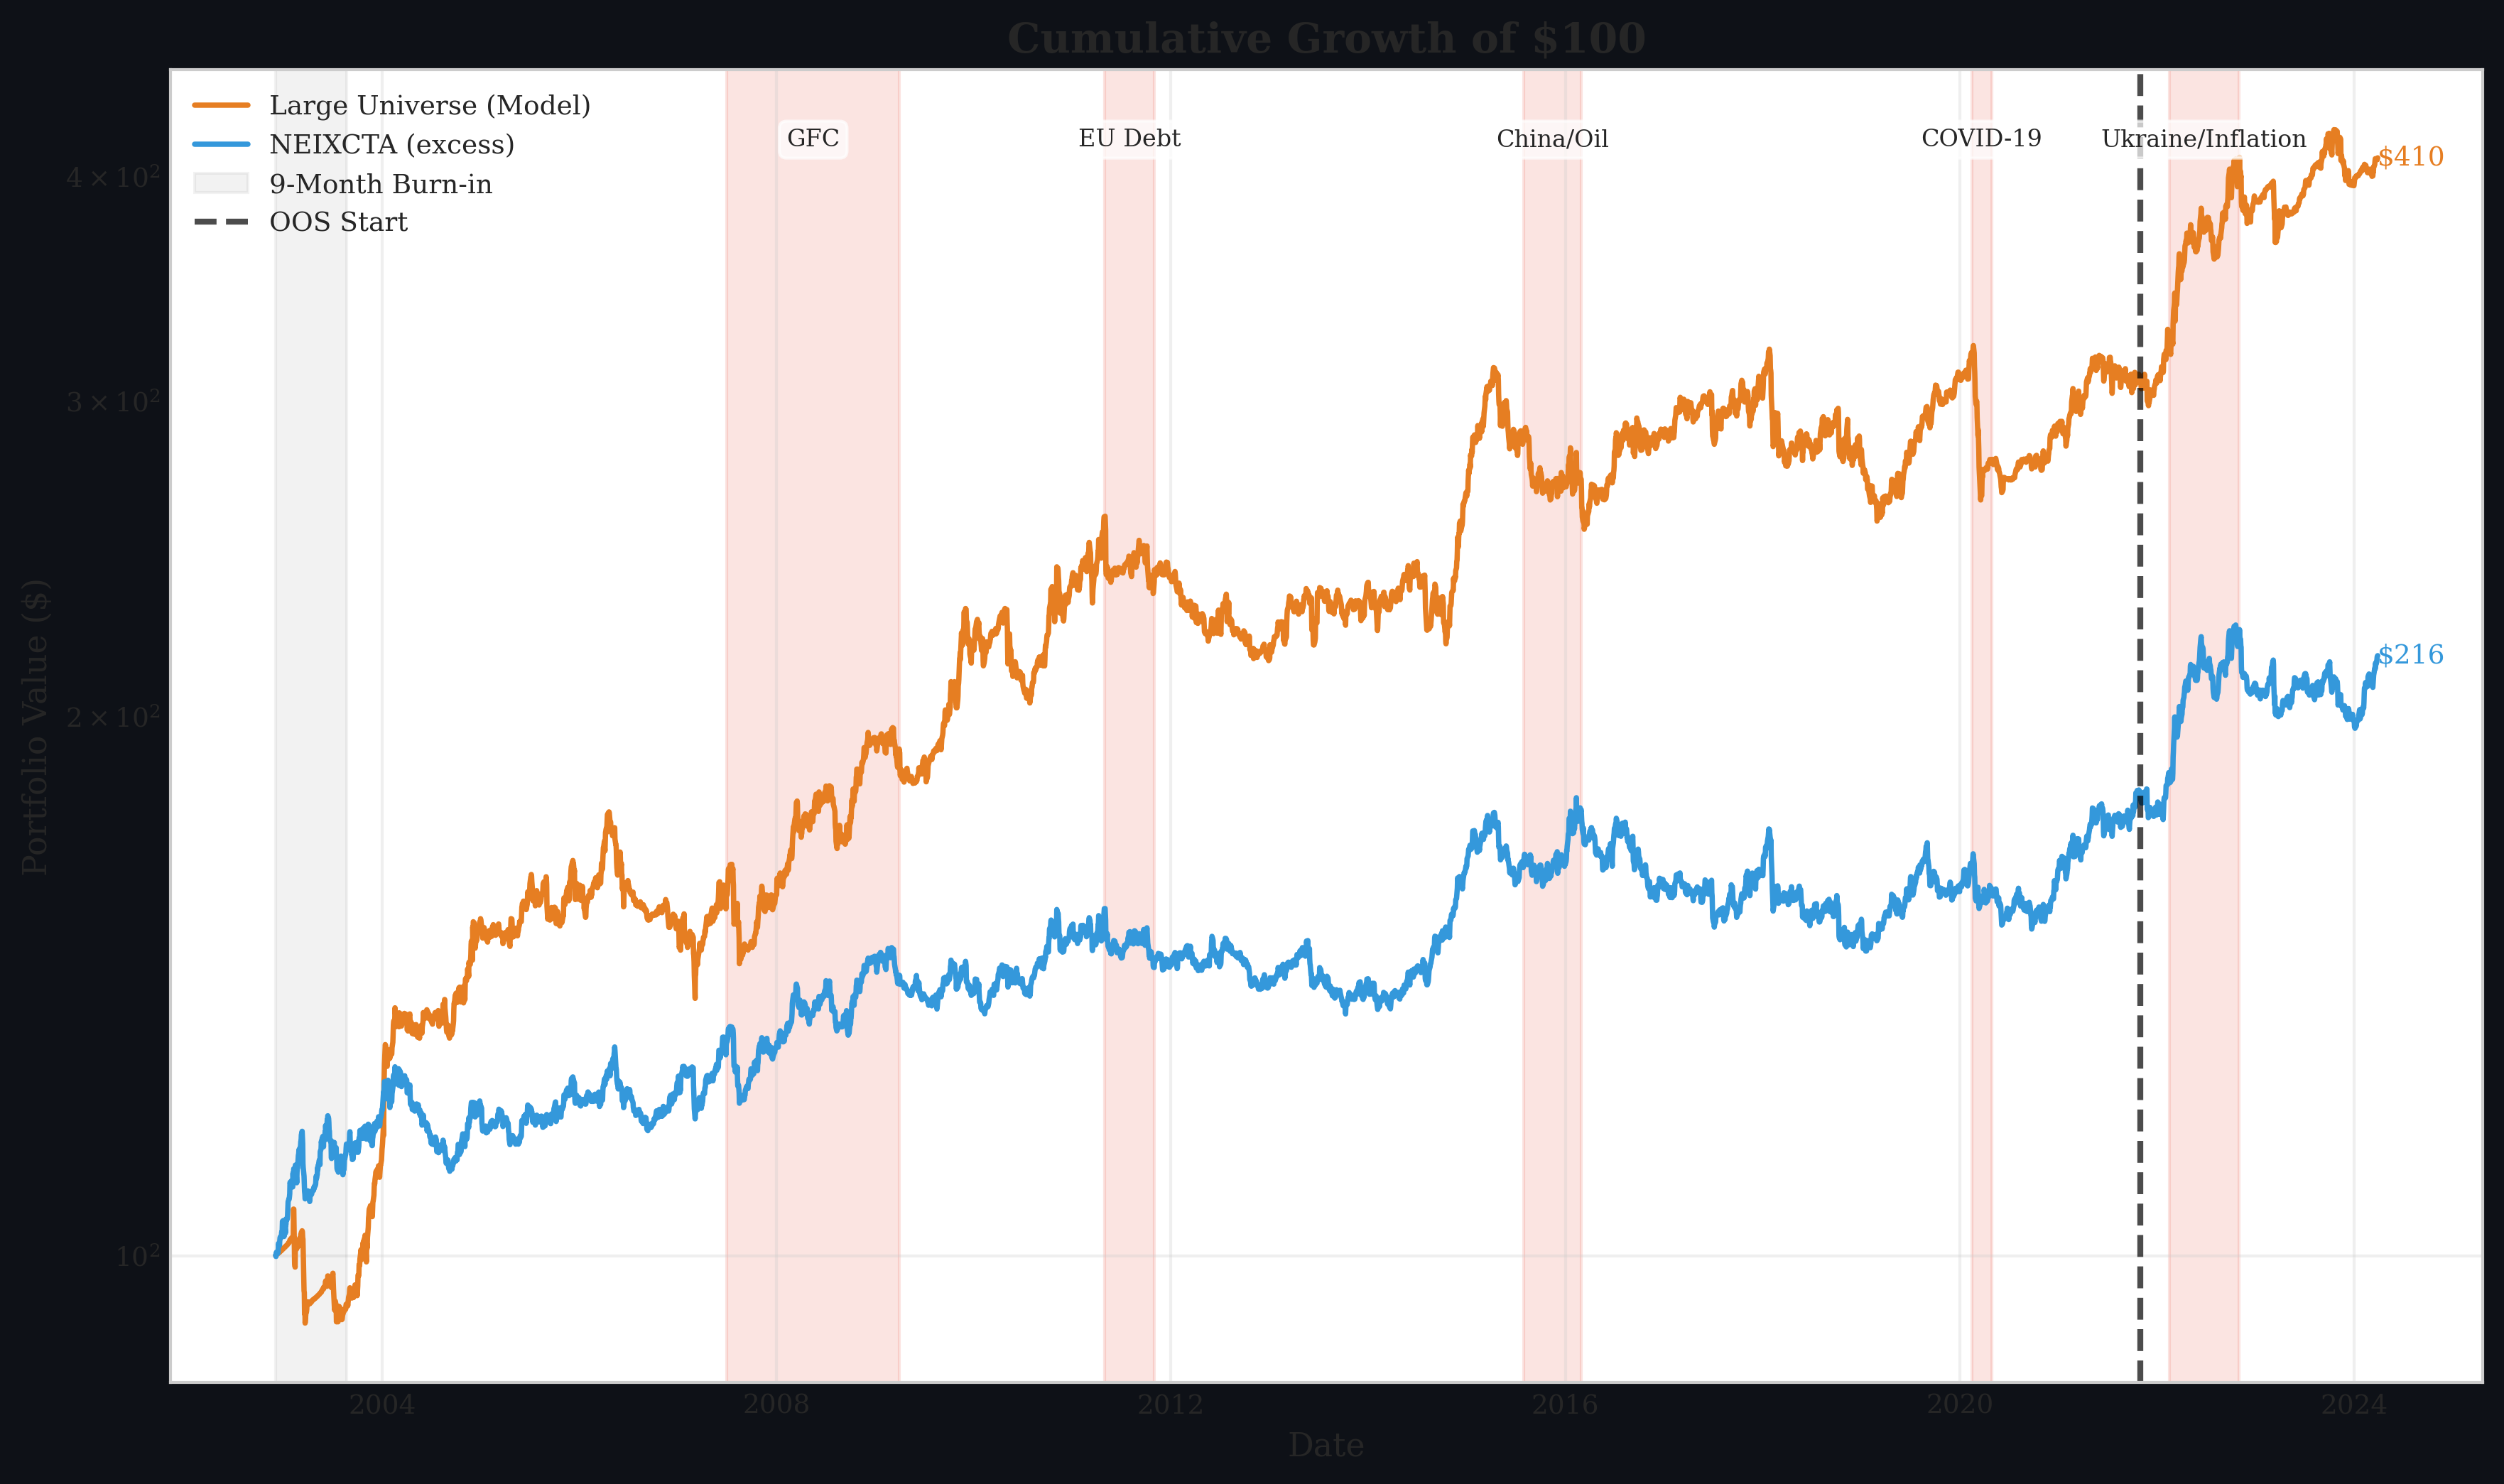 Cumulative Growth of $100
Large Universe (Model)
NEIXCTA (excess)
9-Month Burn-in
OOS Start
GFC
EU Debt
China/Oil
COVID-19
Ukraine/Inflation
$410
$216
Portfolio Value ($)
4 × 10²
3 × 10²
2 × 10²
10²
2004
2008
2012
2016
2020
2024
Date